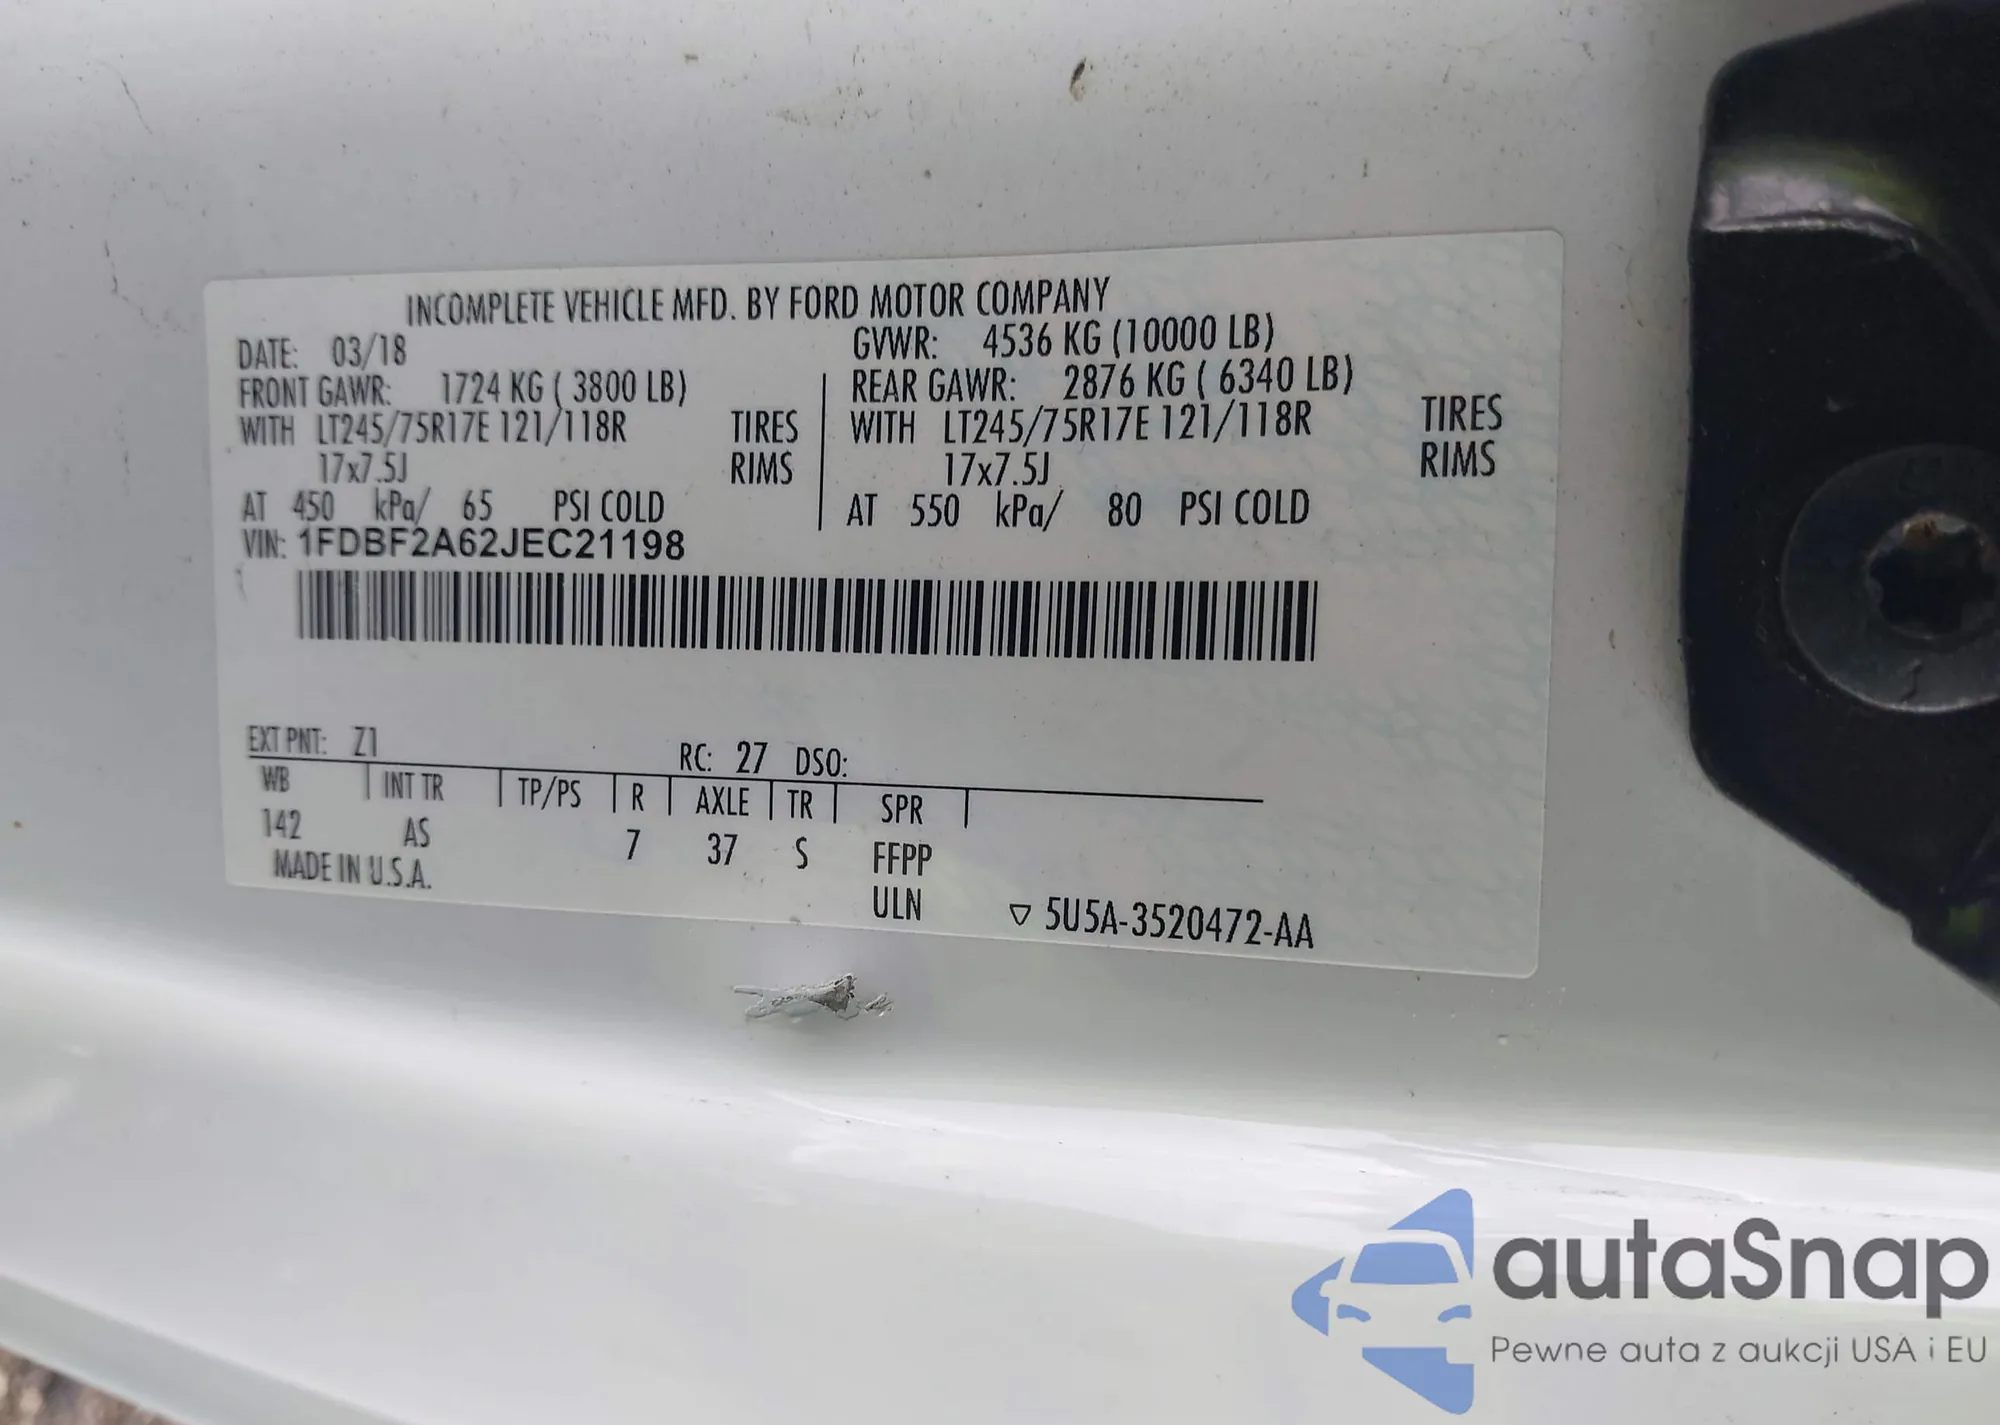 INCOMPLETE VEHICLE MFD. BY FORD MOTOR COMPANY
DATE: 03/18 GVWR: 4536 KG (10000 LB)
FRONT GAWR: 1724 KG ( 3800 LB) REAR GAWR: 2876 KG ( 6340 LB)
WITH LT245/75R17E 121/118R TIRES WITH LT245/75R17E 121/118R TIRES
17x7.5J RIMS 17x7.5J RIMS
AT 450 kPa/ 65 PSI COLD AT 550 kPa/ 80 PSI COLD
VIN: 1FDBF2A62JEC21198
EXT PNT: Z1 RC: 27 DSO:
WB INT TR TP/PS R AXLE TR SPR
142 AS 7 37 S FFPP
MADE IN U.S.A. ULN ▽ 5U5A-3520472-AA
autaSnap
Pewne auta z aukcji USA i EU